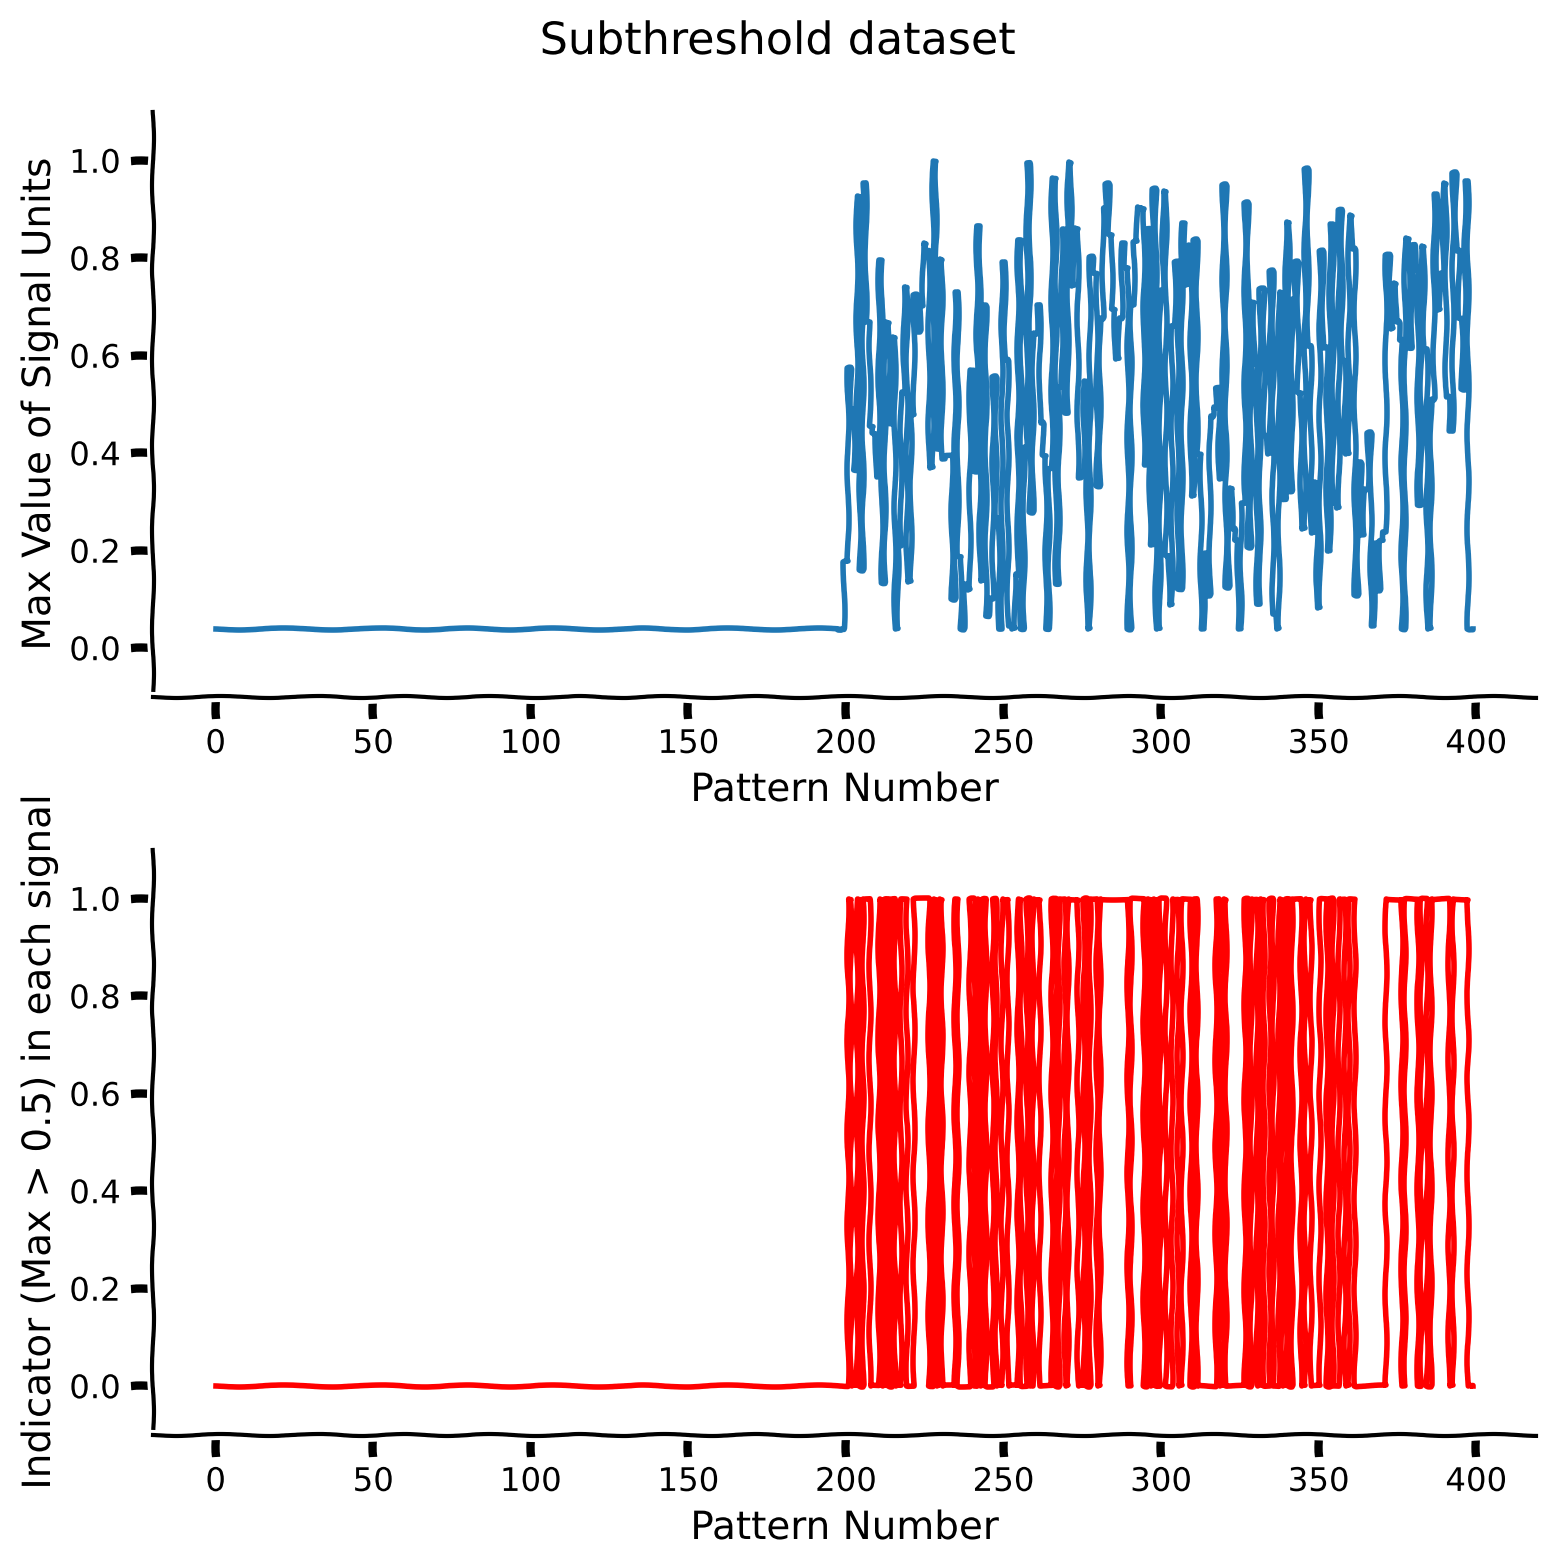 Subthreshold dataset
Max Value of Signal Units
1.0
0.8
0.6
0.4
0.2
0.0
0 50 100 150 200 250 300 350 400
Pattern Number
Indicator (Max > 0.5) in each signal
1.0
0.8
0.6
0.4
0.2
0.0
0 50 100 150 200 250 300 350 400
Pattern Number